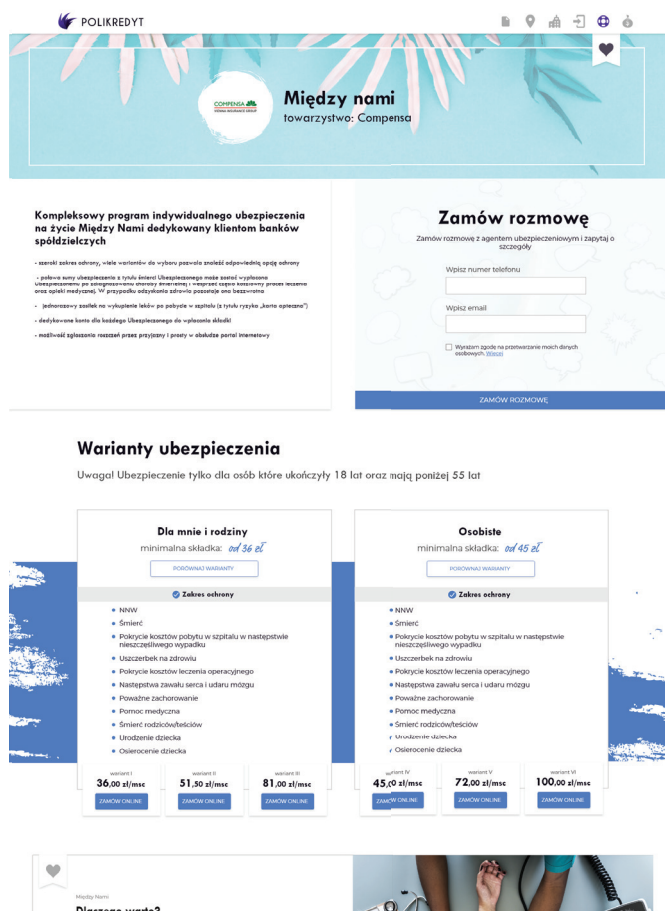 POLIKREDYT
COMPENSA
VIENNA INSURANCE GROUP
Między nami
towarzystwo: Compensa
Kompleksowy program indywidualnego ubezpieczenia
na życie Między Nami dedykowany klientom banków
spółdzielczych
- szeroki zakres ochrony, wiele wariantów do wyboru pozwala znaleźć odpowiednią opcję ochrony
- połowa sumy ubezpieczenia z tytułu śmierci Ubezpieczonego może zostać wypłacona
Ubezpieczonemu po zdiagnozowaniu choroby śmiertelnej i wesprzeć często kosztowny proces leczenia
oraz opieki medycznej. W przypadku odzyskania zdrowia pozostaje ona bezzwrotna
- jednorazowy zasiłek na wykupienie leków po pobycie w szpitalu (z tytułu ryzyka „karta apteczna")
- dedykowane konto dla każdego Ubezpieczonego do wpłacania składki
- możliwość zgłaszania roszczeń przez przyjazny i prosty w obsłudze portal internetowy
Zamów rozmowę
Zamów rozmowę z agentem ubezpieczeniowym i zapytaj o
szczegóły
Wpisz numer telefonu
Wpisz email
Wyrażam zgodę na przetwarzanie moich danych
osobowych. Więcej
ZAMÓW ROZMOWĘ
Warianty ubezpieczenia
Uwaga! Ubezpieczenie tylko dla osób które ukończyły 18 lat oraz mają poniżej 55 lat
Dla mnie i rodziny
minimalna składka: od 36 zł
PORÓWNAJ WARIANTY
Zakres ochrony
NNW
Śmierć
Pokrycie kosztów pobytu w szpitalu w następstwie
nieszczęśliwego wypadku
Uszczerbek na zdrowiu
Pokrycie kosztów leczenia operacyjnego
Następstwa zawału serca i udaru mózgu
Poważne zachorowanie
Pomoc medyczna
Śmierć rodziców/teściów
Urodzenie dziecka
Osierocenie dziecka
wariant I
36,00 zł/msc
ZAMÓW ONLINE
wariant II
51,50 zł/msc
ZAMÓW ONLINE
wariant III
81,00 zł/msc
ZAMÓW ONLINE
Osobiste
minimalna składka: od 45 zł
PORÓWNAJ WARIANTY
Zakres ochrony
NNW
Śmierć
Pokrycie kosztów pobytu w szpitalu w następstwie
nieszczęśliwego wypadku
Uszczerbek na zdrowiu
Pokrycie kosztów leczenia operacyjnego
Następstwa zawału serca i udaru mózgu
Poważne zachorowanie
Pomoc medyczna
Śmierć rodziców/teściów
Urodzenie dziecka
Osierocenie dziecka
wariant IV
45,00 zł/msc
ZAMÓW ONLINE
wariant V
72,00 zł/msc
ZAMÓW ONLINE
wariant VI
100,00 zł/msc
ZAMÓW ONLINE
Między Nami
Dlaczego warto?